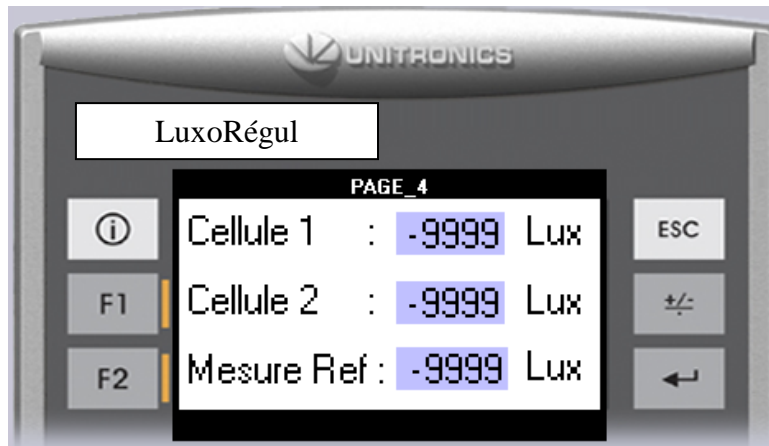 UNITRONICS
LuxoRégul
PAGE_4
Cellule 1 : -9999 Lux
Cellule 2 : -9999 Lux
Mesure Ref : -9999 Lux
i
ESC
F1
+/-
F2